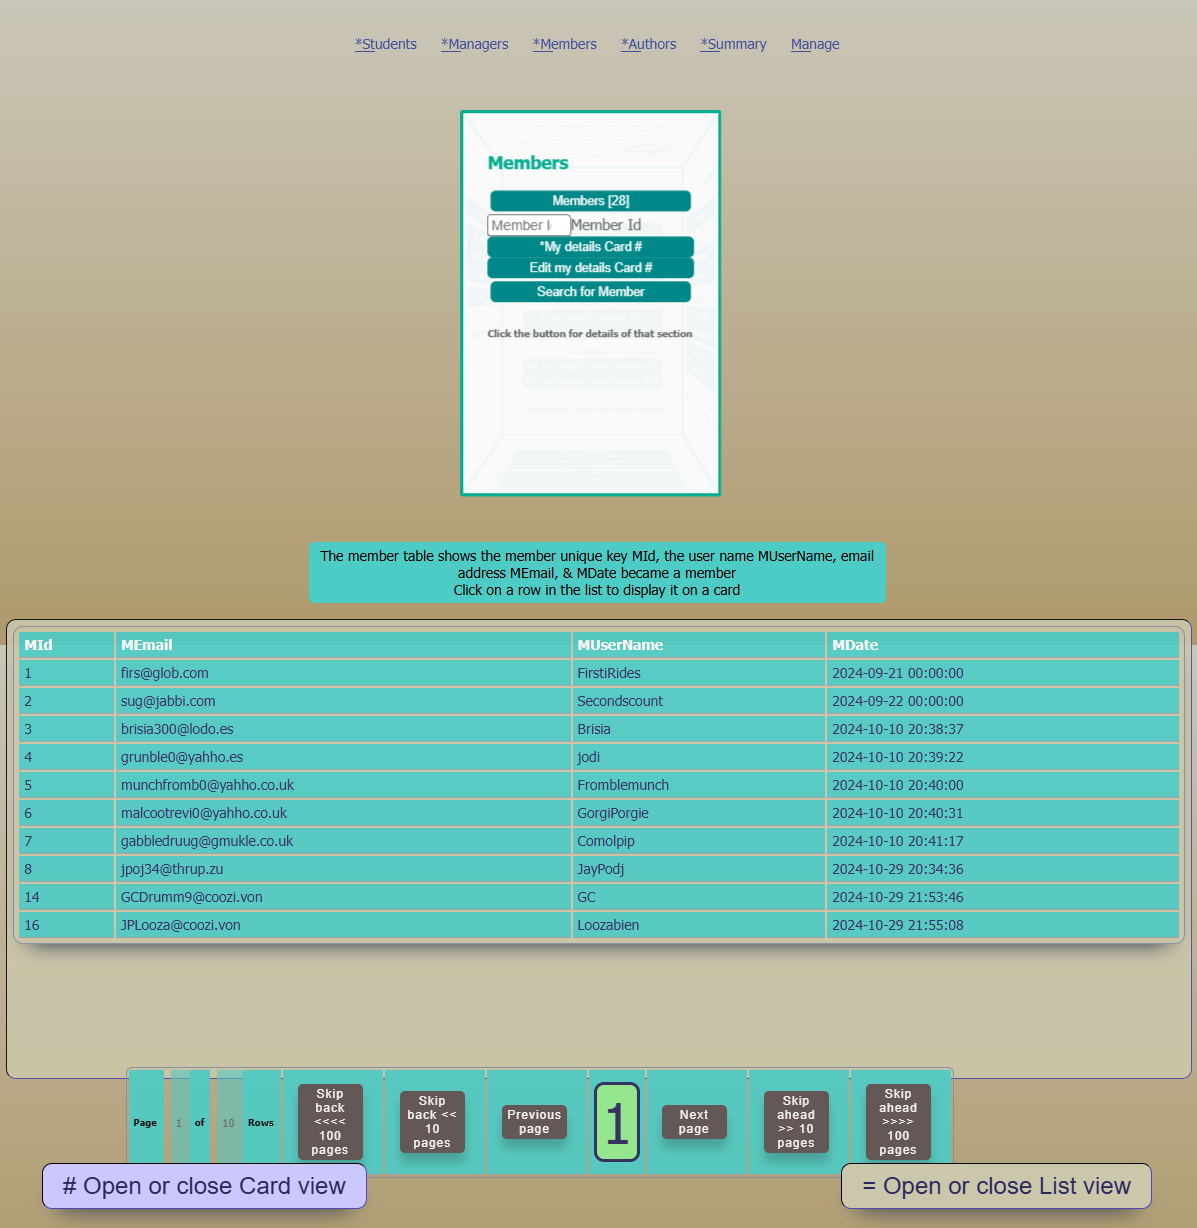 *Students *Managers *Members *Authors *Summary Manage
Members
Members [28]
Member I Member Id
*My details Card #
Edit my details Card #
Search for Member
Click the button for details of that section
The member table shows the member unique key MId, the user name MUserName, email
address MEmail, & MDate became a member
Click on a row in the list to display it on a card
MId MEmail MUserName MDate
1 firs@glob.com FirstiRides 2024-09-21 00:00:00
2 sug@jabbi.com Secondscount 2024-09-22 00:00:00
3 brisia300@lodo.es Brisia 2024-10-10 20:38:37
4 grunble0@yahho.es jodi 2024-10-10 20:39:22
5 munchfromb0@yahho.co.uk Fromblemunch 2024-10-10 20:40:00
6 malcootrevi0@yahho.co.uk GorgiPorgie 2024-10-10 20:40:31
7 gabbledruug@gmukle.co.uk Comolpip 2024-10-10 20:41:17
8 jpoj34@thrup.zu JayPodj 2024-10-29 20:34:36
14 GCDrumm9@coozi.von GC 2024-10-29 21:53:46
16 JPLooza@coozi.von Loozabien 2024-10-29 21:55:08
Page 1 of 10 Rows
Skip
back
<<<<
100
pages
Skip
back <<
10
pages
Previous
page
1
Next
page
Skip
ahead
>> 10
pages
Skip
ahead
>>>>
100
pages
# Open or close Card view
= Open or close List view